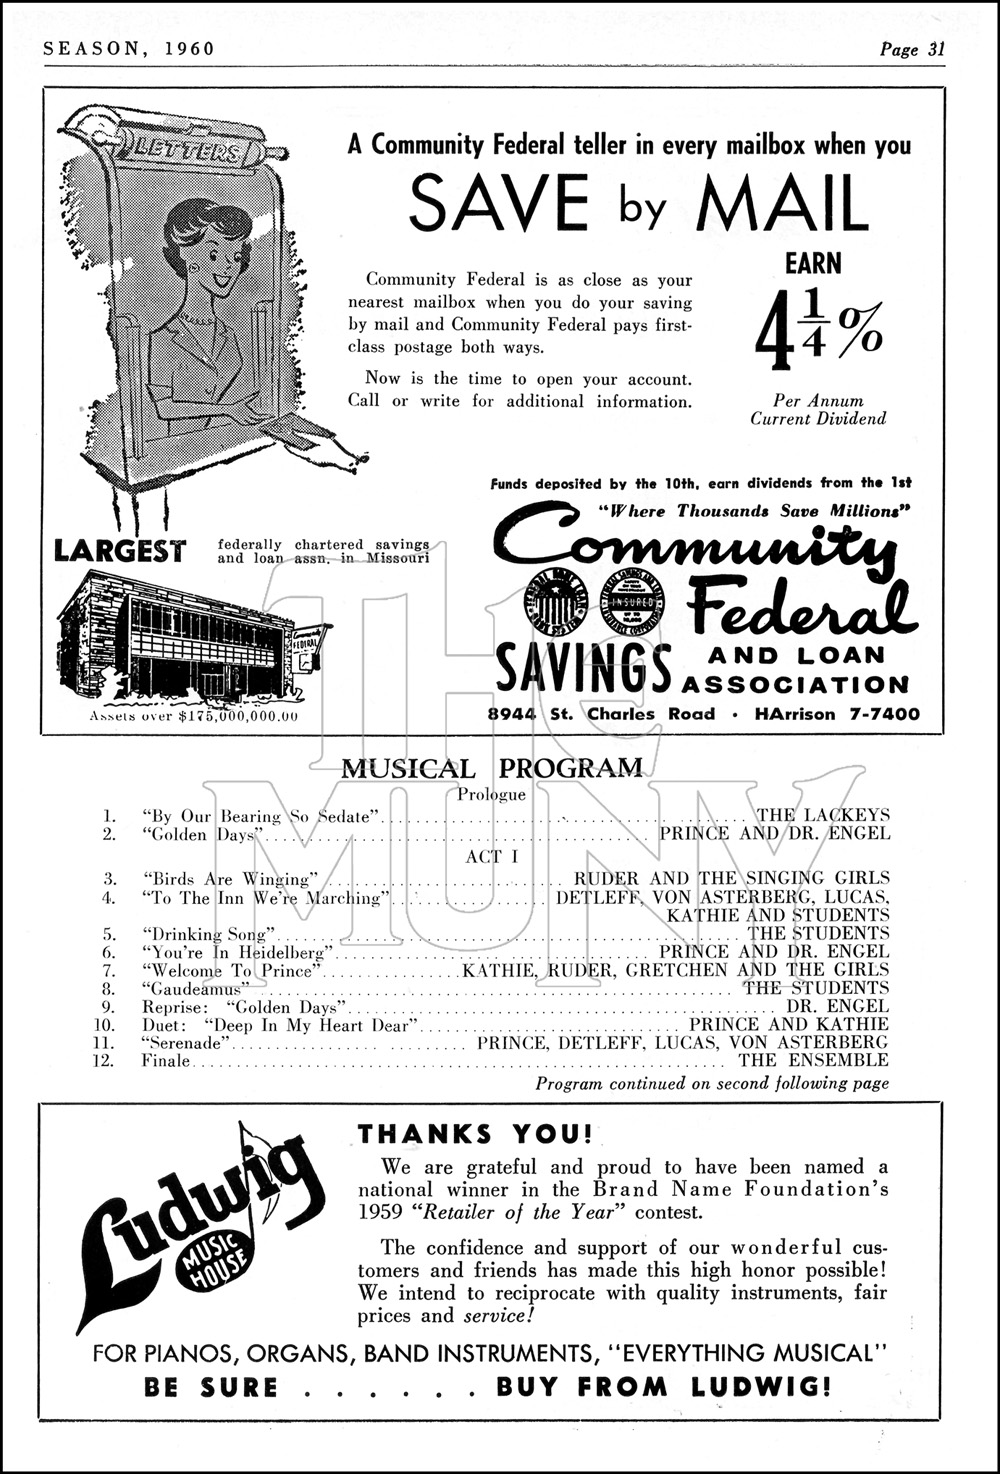 SEASON, 1960
Page 31
LETTERS
A Community Federal teller in every mailbox when you
SAVE by MAIL
Community Federal is as close as your
nearest mailbox when you do your saving
by mail and Community Federal pays first-
class postage both ways.
Now is the time to open your account.
Call or write for additional information.
EARN
4 1/4 %
Per Annum
Current Dividend
Funds deposited by the 10th, earn dividends from the 1st
"Where Thousands Save Millions"
LARGEST federally chartered savings
and loan assn. in Missouri
Community
FEDERAL
Assets over $175,000,000.00
Community
Federal
INSURED
SAVINGS AND LOAN
ASSOCIATION
8944 St. Charles Road · HArrison 7-7400
The
MUNY
MUSICAL PROGRAM
Prologue
1. "By Our Bearing So Sedate" THE LACKEYS
2. "Golden Days" PRINCE AND DR. ENGEL
ACT I
3. "Birds Are Winging" RUDER AND THE SINGING GIRLS
4. "To The Inn We're Marching" DETLEFF, VON ASTERBERG, LUCAS,
KATHIE AND STUDENTS
5. "Drinking Song" THE STUDENTS
6. "You're In Heidelberg" PRINCE AND DR. ENGEL
7. "Welcome To Prince" KATHIE, RUDER, GRETCHEN AND THE GIRLS
8. "Gaudeamus" THE STUDENTS
9. Reprise: "Golden Days" DR. ENGEL
10. Duet: "Deep In My Heart Dear" PRINCE AND KATHIE
11. "Serenade" PRINCE, DETLEFF, LUCAS, VON ASTERBERG
12. Finale THE ENSEMBLE
Program continued on second following page
Ludwig
MUSIC
HOUSE
THANKS YOU!
We are grateful and proud to have been named a
national winner in the Brand Name Foundation's
1959 "Retailer of the Year" contest.
The confidence and support of our wonderful cus-
tomers and friends has made this high honor possible!
We intend to reciprocate with quality instruments, fair
prices and service!
FOR PIANOS, ORGANS, BAND INSTRUMENTS, "EVERYTHING MUSICAL"
BE SURE . . . . . . BUY FROM LUDWIG!